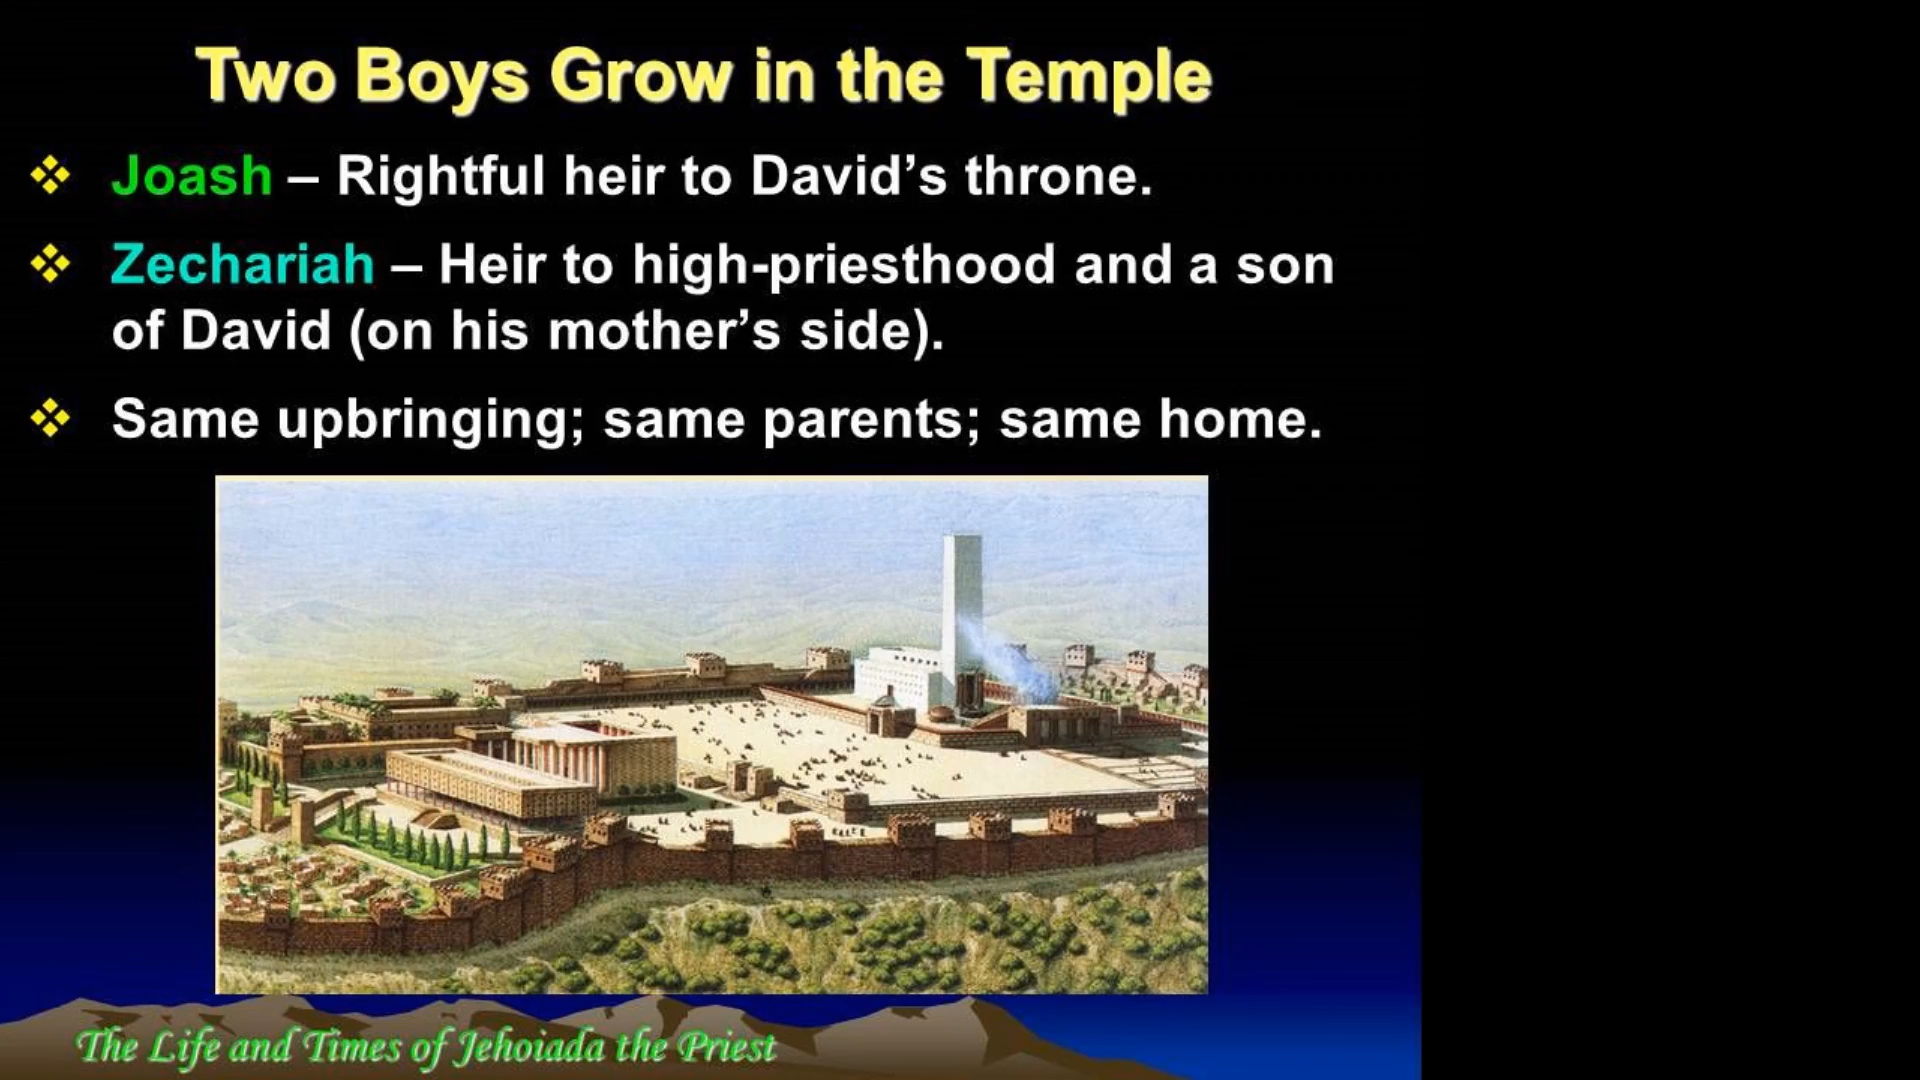 Two Boys Grow in the Temple
❖ Joash – Rightful heir to David’s throne.
❖ Zechariah – Heir to high-priesthood and a son
of David (on his mother’s side).
❖ Same upbringing; same parents; same home.
The Life and Times of Jehoiada the Priest